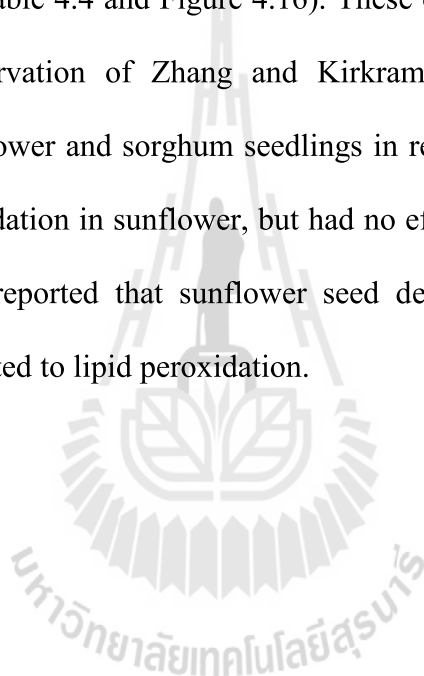 able 4.4 and Figure 4.16). These
rvation of Zhang and Kirkram
ower and sorghum seedlings in re
dation in sunflower, but had no ef
reported that sunflower seed de
ted to lipid peroxidation.
มหาวิทยาลัยเทคโนโลยีสุรนารี